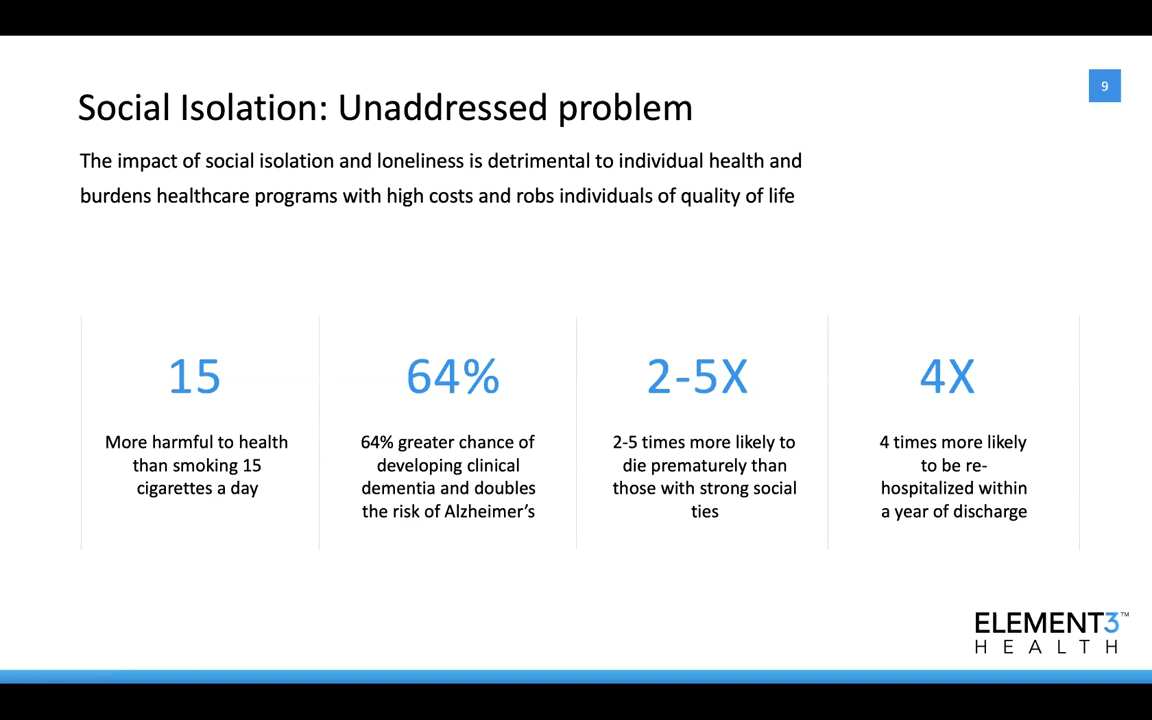 9
Social Isolation: Unaddressed problem
The impact of social isolation and loneliness is detrimental to individual health and
burdens healthcare programs with high costs and robs individuals of quality of life
15
More harmful to health
than smoking 15
cigarettes a day
64%
64% greater chance of
developing clinical
dementia and doubles
the risk of Alzheimer’s
2-5X
2-5 times more likely to
die prematurely than
those with strong social
ties
4X
4 times more likely
to be re-
hospitalized within
a year of discharge
ELEMENT3™
HEALTH